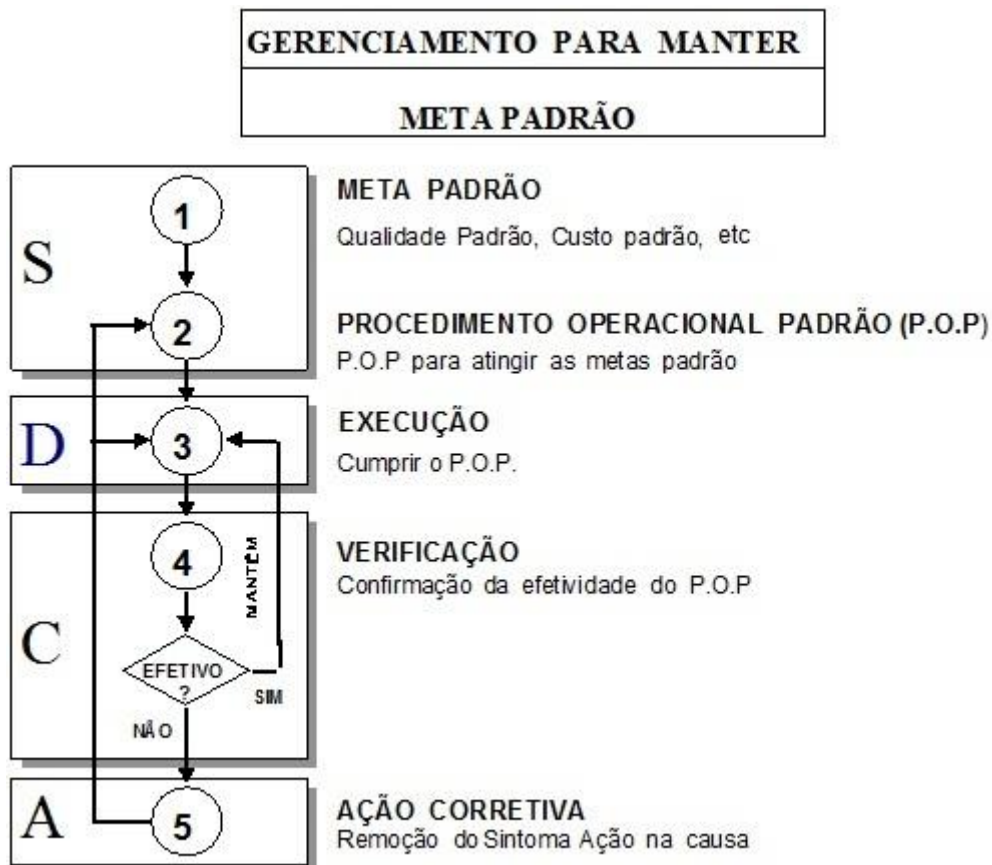 GERENCIAMENTO PARA MANTER
META PADRÃO
S
1
META PADRÃO
Qualidade Padrão, Custo padrão, etc
2
PROCEDIMENTO OPERACIONAL PADRÃO (P.O.P)
P.O.P para atingir as metas padrão
D
3
EXECUÇÃO
Cumprir o P.O.P.
C
4
MANTÊM
VERIFICAÇÃO
Confirmação da efetividade do P.O.P
EFETIVO
?
SIM
NÃO
A
5
AÇÃO CORRETIVA
Remoção do Sintoma Ação na causa